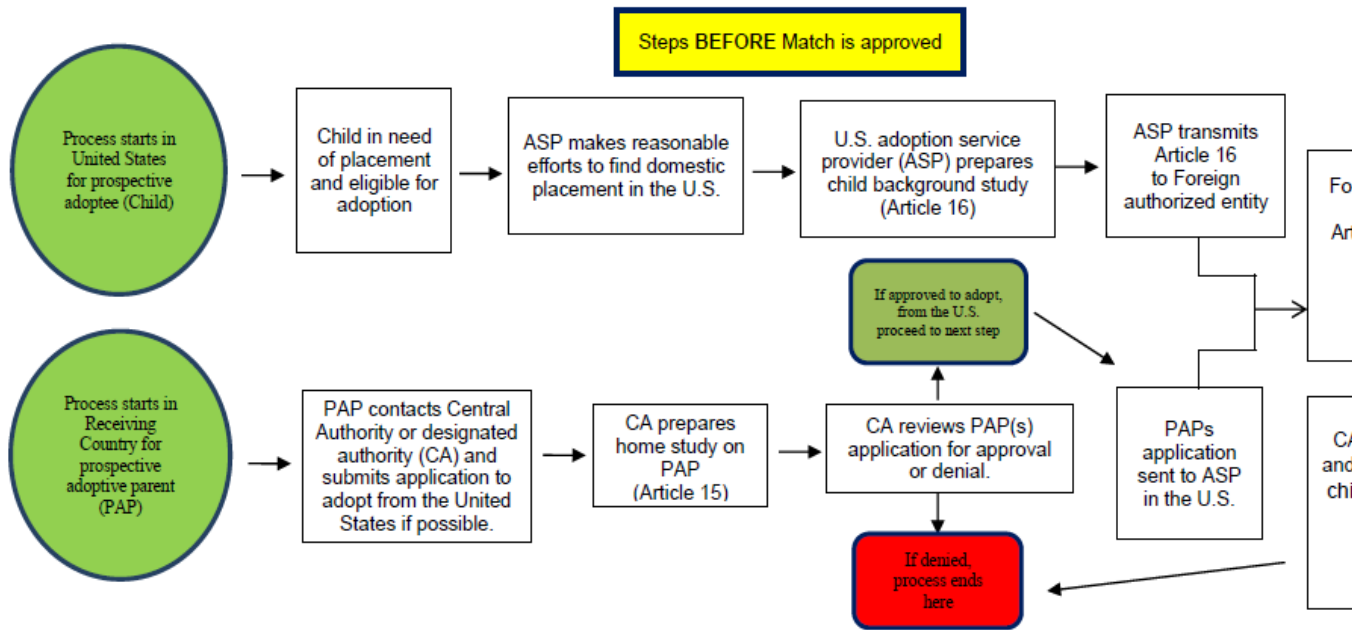 Steps BEFORE Match is approved
Process starts in
United States
for prospective
adoptee (Child)
Child in need
of placement
and eligible for
adoption
ASP makes reasonable
efforts to find domestic
placement in the U.S.
U.S. adoption service
provider (ASP) prepares
child background study
(Article 16)
ASP transmits
Article 16
to Foreign
authorized entity
If approved to adopt,
from the U.S.
proceed to next step
Process starts in
Receiving
Country for
prospective
adoptive parent
(PAP)
PAP contacts Central
Authority or designated
authority (CA) and
submits application to
adopt from the United
States if possible.
CA prepares
home study on
PAP
(Article 15)
CA reviews PAP(s)
application for approval
or denial.
PAPs
application
sent to ASP
in the U.S.
CA
and
If denied,
process ends
here